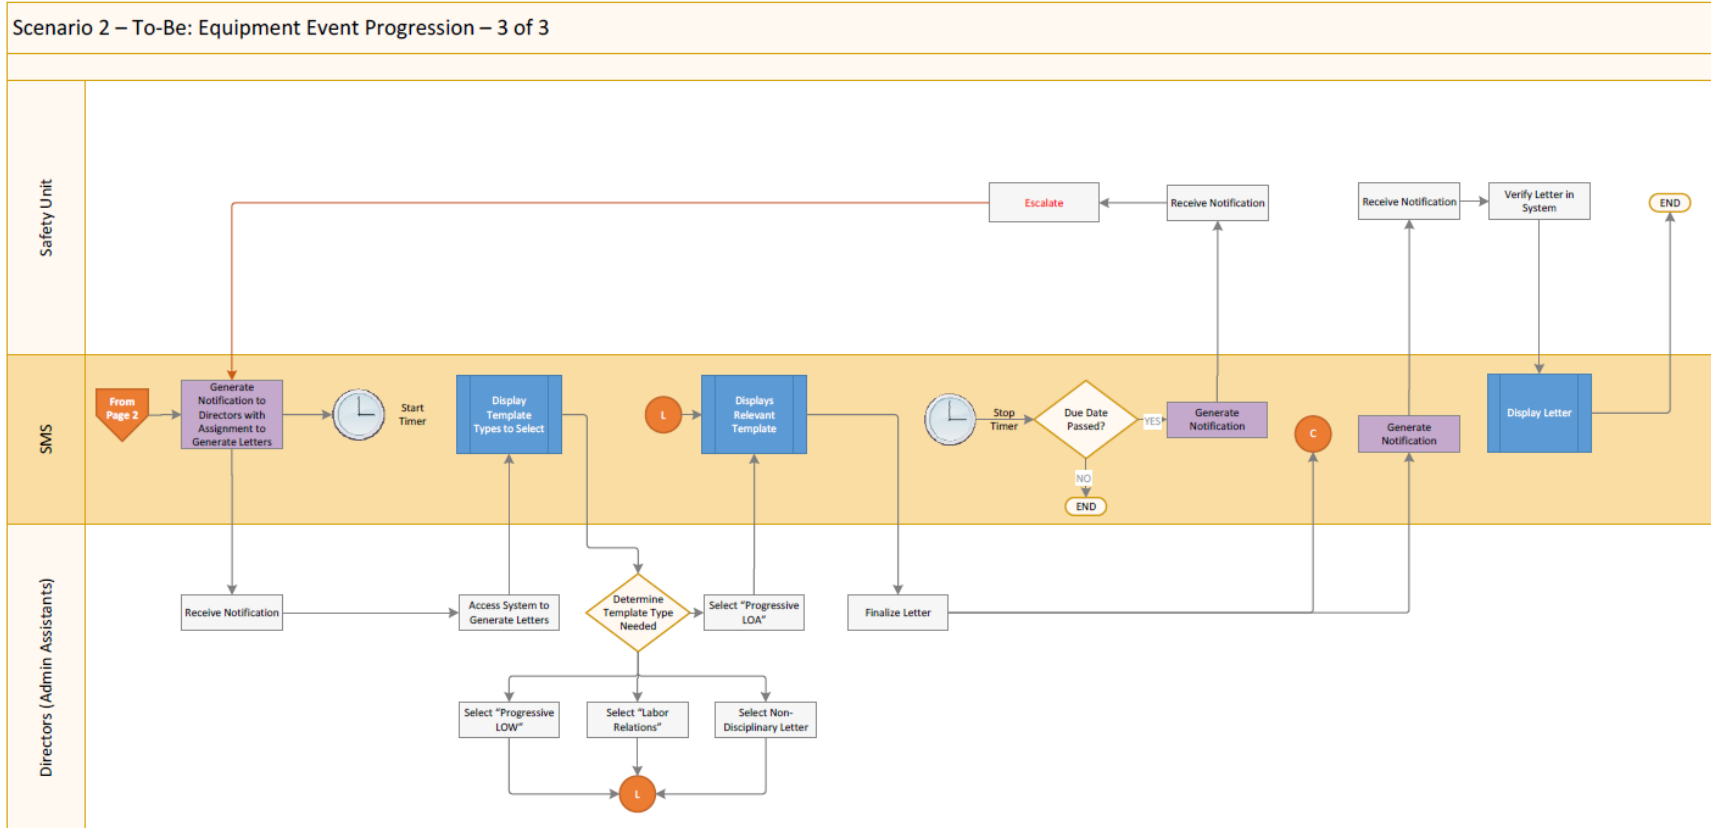 Scenario 2 – To-Be: Equipment Event Progression – 3 of 3
Safety Unit
Escalate
Receive Notification
Receive Notification
Verify Letter in
System
END
SMS
From
Page 2
Generate
Notification to
Directors with
Assignment to
Generate Letters
Start
Timer
Display
Template
Types to Select
L
Displays
Relevant
Template
Stop
Timer
Due Date
Passed?
YES
NO
END
Generate
Notification
C
Generate
Notification
Display Letter
Directors (Admin Assistants)
Receive Notification
Access System to
Generate Letters
Determine
Template Type
Needed
Select “Progressive
LOA”
Finalize Letter
Select “Progressive
LOW”
Select “Labor
Relations”
Select Non-
Disciplinary Letter
L